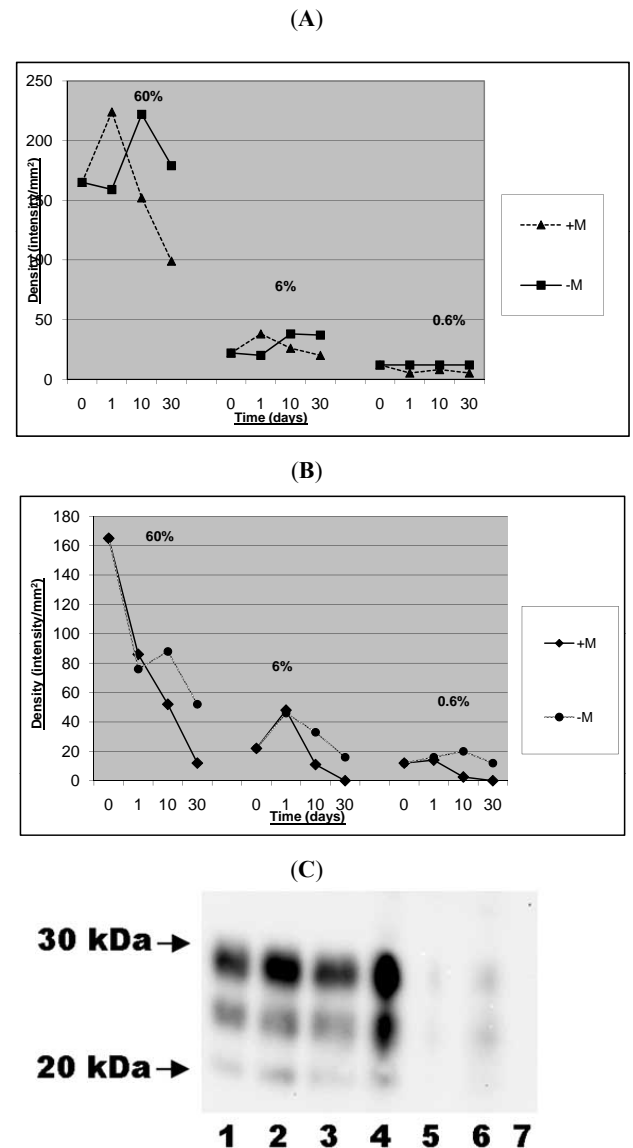 (A)
250
60%
200
150
100
6%
50
0.6%
0
0 1 10 30 0 1 10 30 0 1 10 30
Density (intensity/mm²)
Time (days)
+M
-M
(B)
180
160
60%
140
120
100
80
6%
60
0.6%
40
20
0
0 1 10 30 0 1 10 30 0 1 10 30
Density (intensity/mm²)
Time (days)
+M
-M
(C)
30 kDa
20 kDa
1 2 3 4 5 6 7